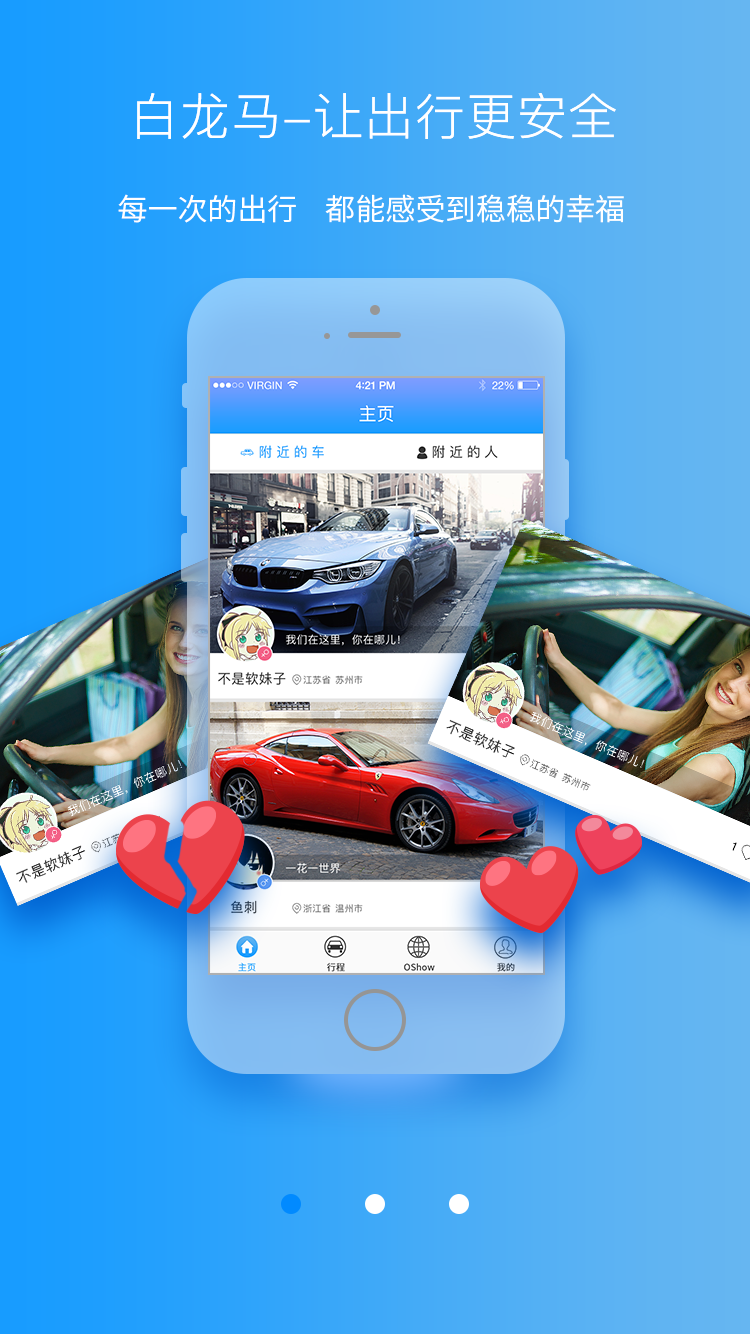 白龙马-让出行更安全
每一次的出行 都能感受到稳稳的幸福
VIRGIN 4:21 PM 22%
主页
附近的车 附近的人
我们在这里，你在哪儿！
不是软妹子 江苏省 苏州市
我们在这里，你在哪儿！
不是软妹子 江苏省 苏州市
1
我们在这里，你在哪儿！
不是软妹子 江苏
一花一世界
鱼刺 浙江省 温州市
主页 行程 OShow 我的